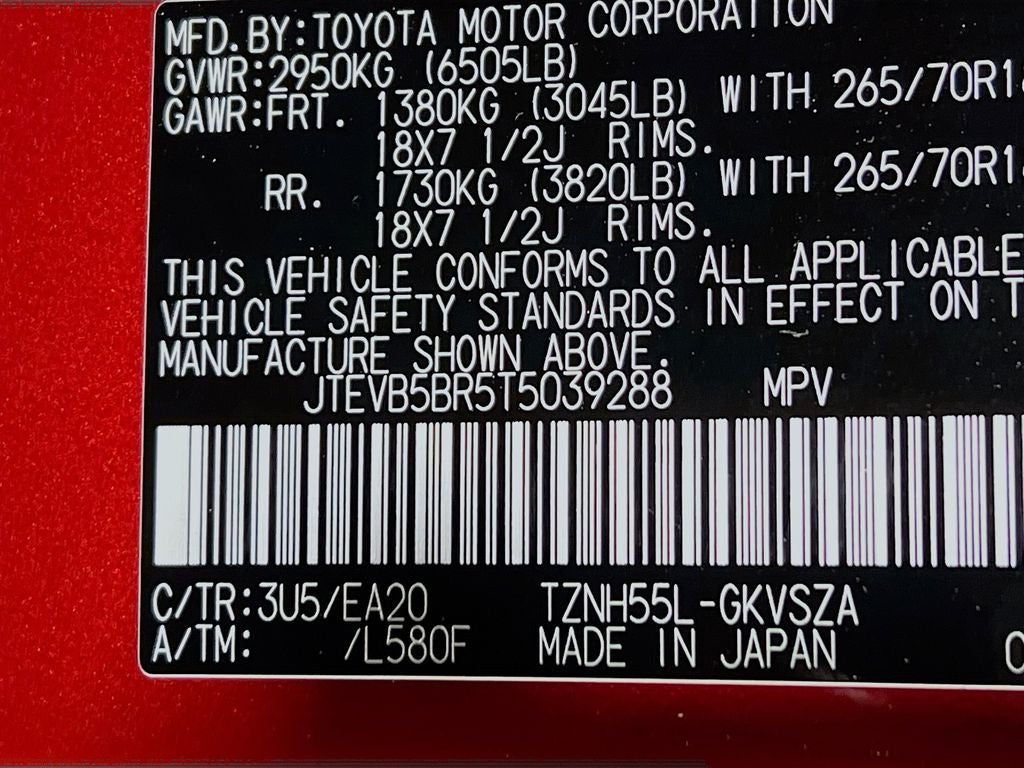 MFD.BY:TOYOTA MOTOR CORPORATION
GVWR:2950KG (6505LB)
GAWR:FRT. 1380KG (3045LB) WITH 265/70R1
18X7 1/2J RIMS.
RR. 1730KG (3820LB) WITH 265/70R1
18X7 1/2J RIMS.
THIS VEHICLE CONFORMS TO ALL APPLICABLE
VEHICLE SAFETY STANDARDS IN EFFECT ON T
MANUFACTURE SHOWN ABOVE.
JTEVB5BR5T5039288 MPV
C/TR:3U5/EA20 TZNH55L-GKVSZA
A/TM: /L580F MADE IN JAPAN